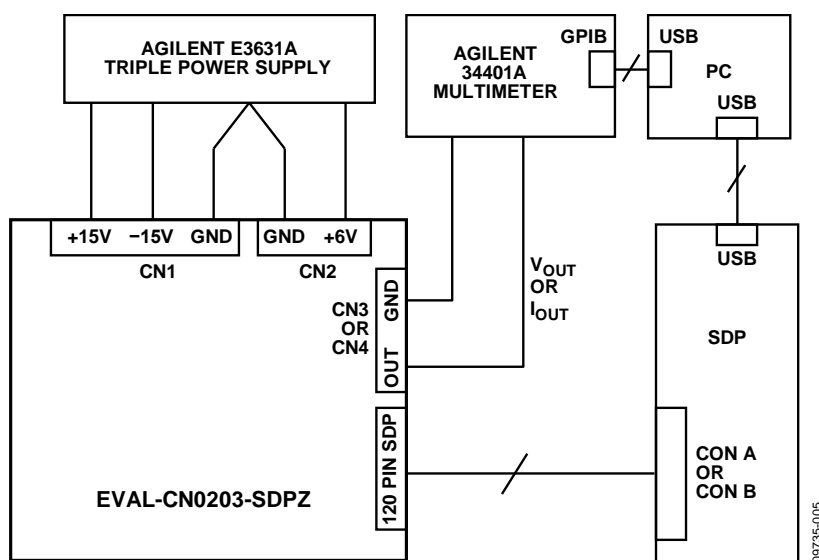 AGILENT E3631A
TRIPLE POWER SUPPLY
AGILENT
34401A
MULTIMETER
GPIB
USB
PC
USB
+15V −15V GND
GND +6V
CN1
CN2
CN3
OR
CN4
GND
OUT
VOUT
OR
IOUT
USB
SDP
120 PIN SDP
CON A
OR
CON B
EVAL-CN0203-SDPZ
09735-005